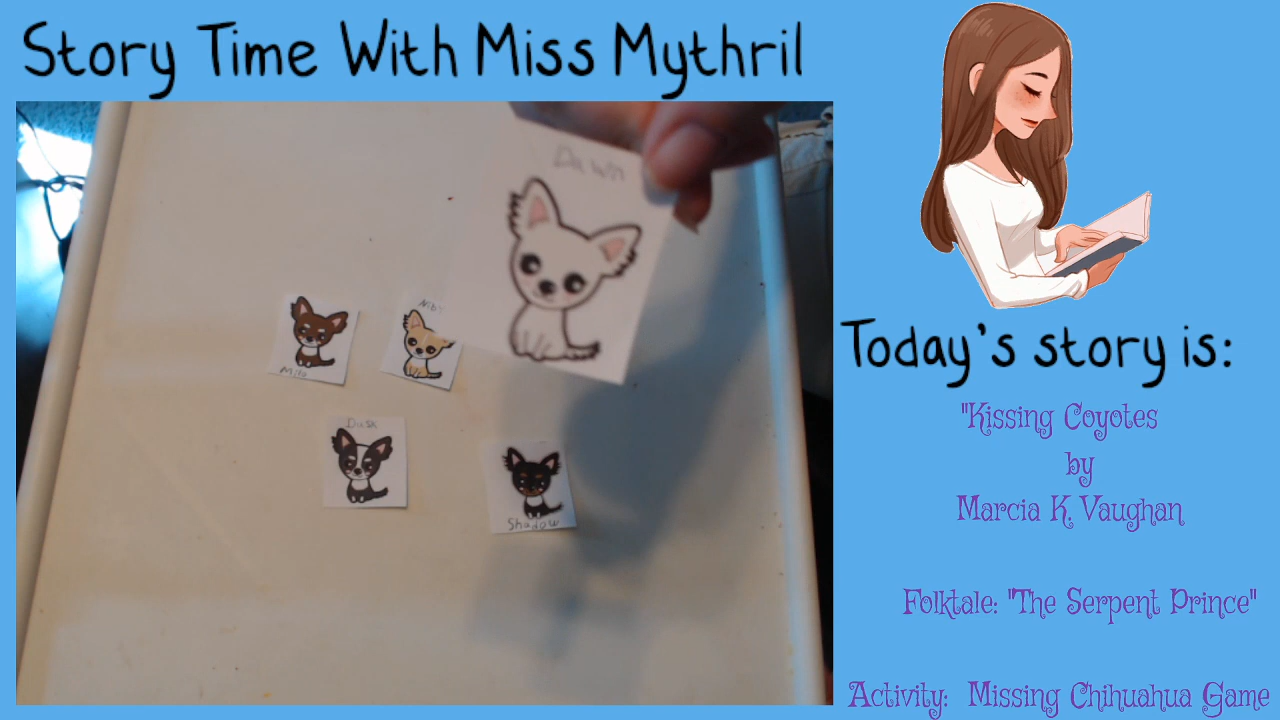 Story Time With Miss Mythril
Dawn
Milo
Dusk
Shadow
Today's story is:
"Kissing Coyotes
by
Marcia K Vaughan
Folktale: "The Serpent Prince"
Activity: Missing Chihuahua Game